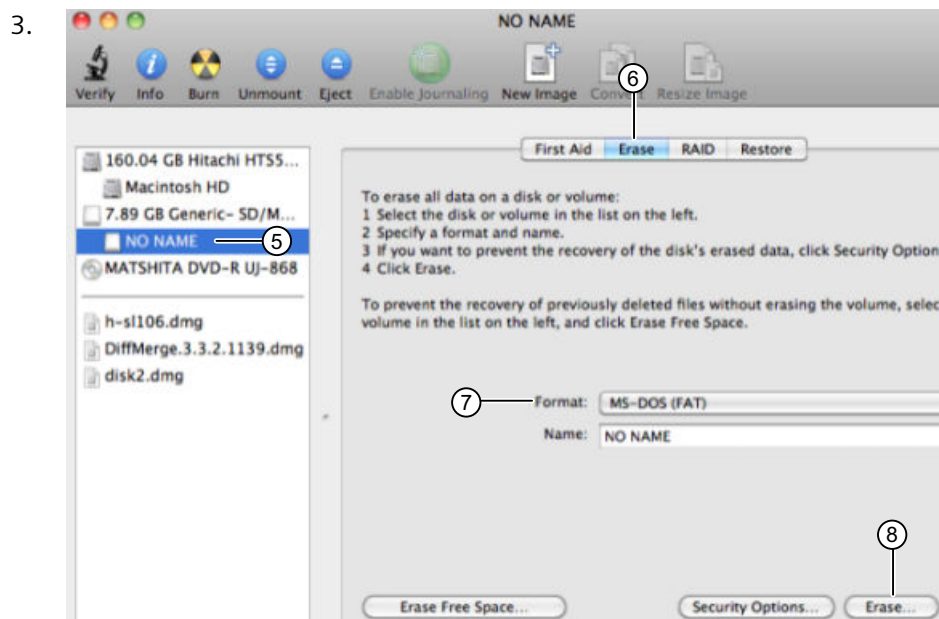 3.
NO NAME
Verify Info Burn Unmount Eject Enable Journaling New Image Convert Resize Image
6
First Aid Erase RAID Restore
160.04 GB Hitachi HTS5...
Macintosh HD
7.89 GB Generic- SD/M...
NO NAME 5
MATSHITA DVD-R UJ-868
h-sl106.dmg
DiffMerge.3.3.2.1139.dmg
disk2.dmg
To erase all data on a disk or volume:
1 Select the disk or volume in the list on the left.
2 Specify a format and name.
3 If you want to prevent the recovery of the disk's erased data, click Security Option
4 Click Erase.
To prevent the recovery of previously deleted files without erasing the volume, selec
volume in the list on the left, and click Erase Free Space.
7 Format: MS-DOS (FAT)
Name: NO NAME
8
Erase Free Space... Security Options... Erase...